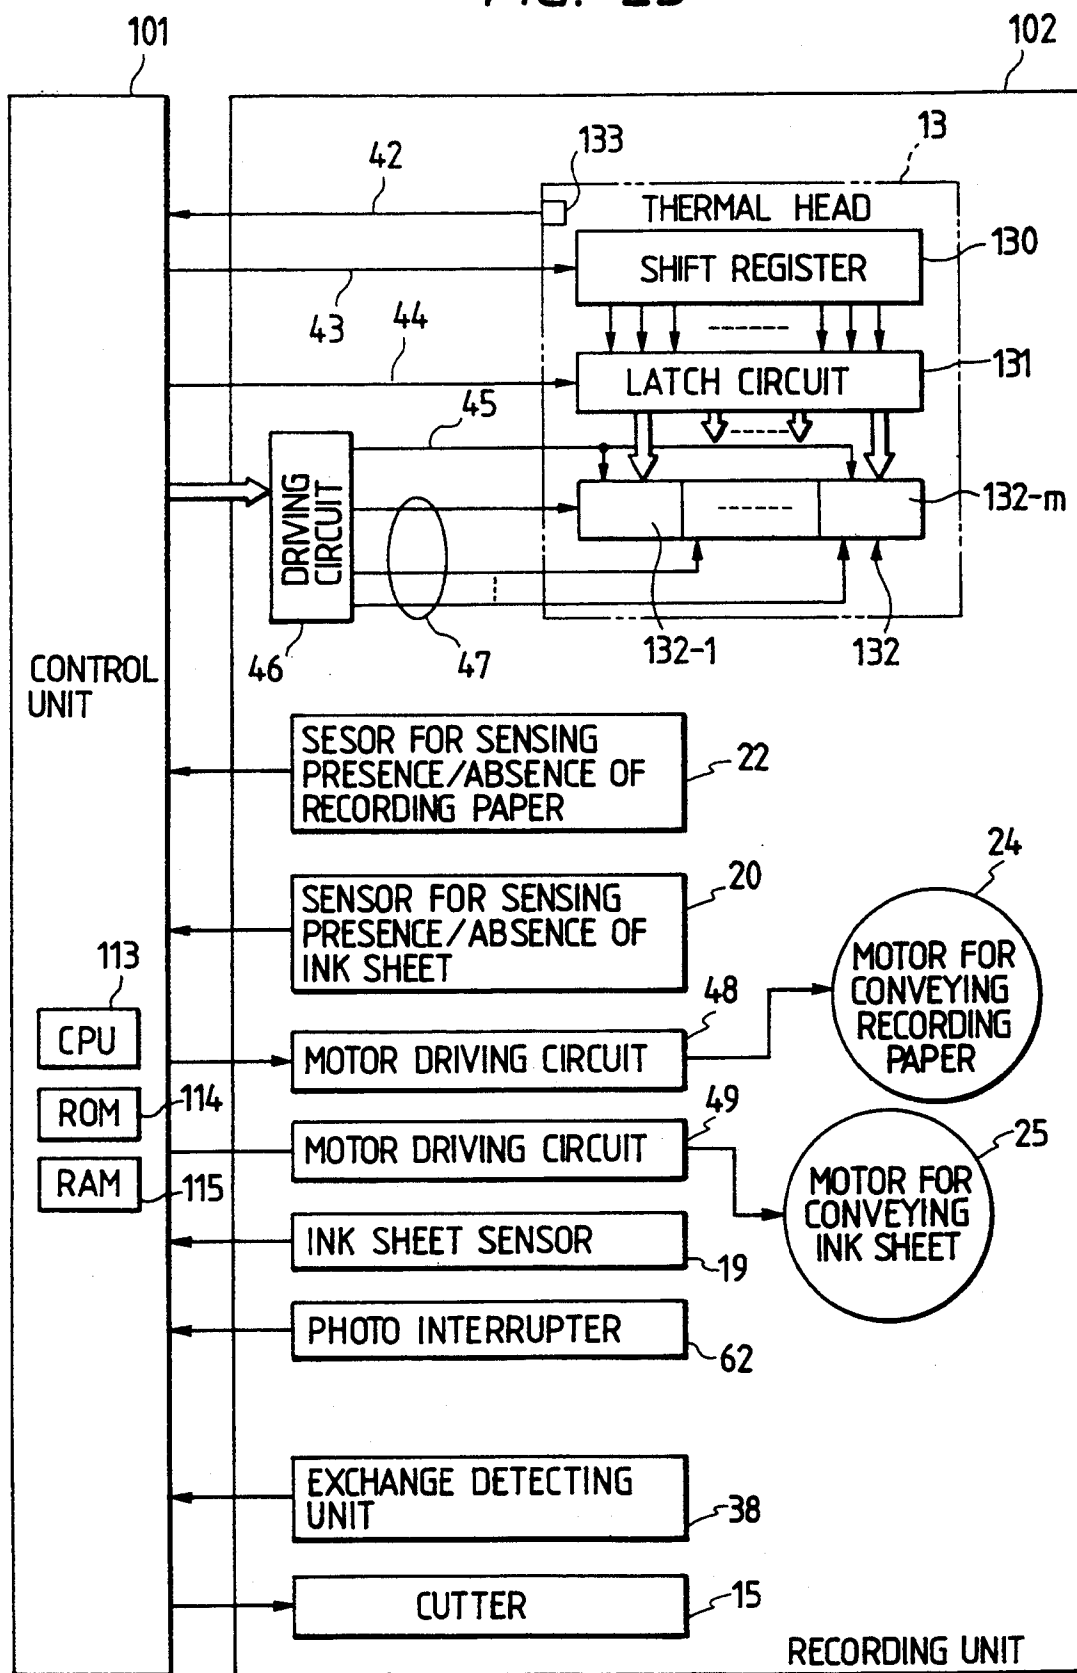 101
102
133
13
42
THERMAL HEAD
130
SHIFT REGISTER
43
44
131
LATCH CIRCUIT
45
DRIVING
CIRCUIT
132-m
46
47
132-1
132
CONTROL
UNIT
SESOR FOR SENSING
PRESENCE/ABSENCE OF
RECORDING PAPER
22
SENSOR FOR SENSING
PRESENCE/ABSENCE OF
INK SHEET
20
24
MOTOR FOR
CONVEYING
RECORDING
PAPER
113
CPU
48
MOTOR DRIVING CIRCUIT
ROM
114
49
MOTOR DRIVING CIRCUIT
25
MOTOR FOR
CONVEYING
INK SHEET
RAM
115
INK SHEET SENSOR
19
PHOTO INTERRUPTER
62
EXCHANGE DETECTING
UNIT
38
CUTTER
15
RECORDING UNIT